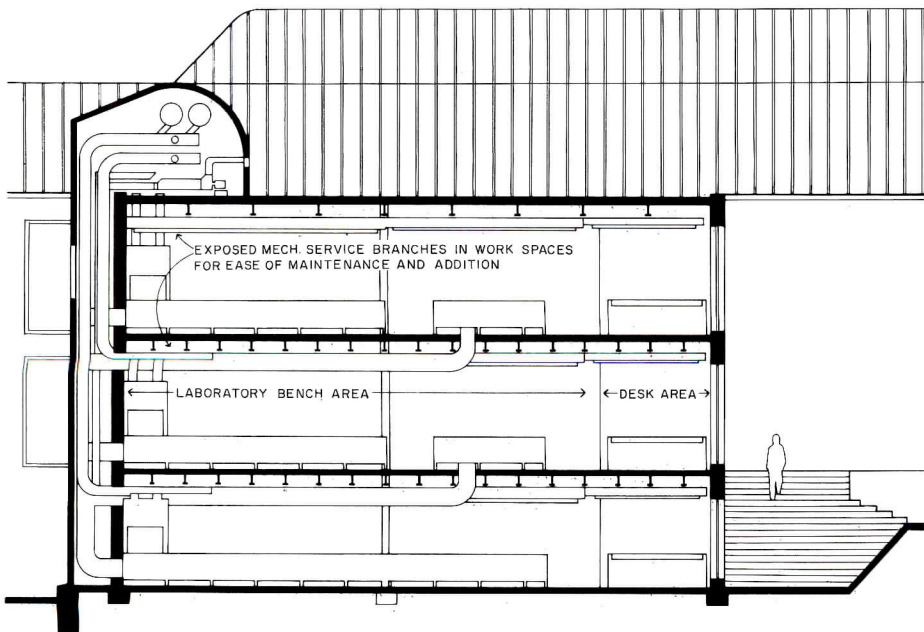 EXPOSED MECH. SERVICE BRANCHES IN WORK SPACES
FOR EASE OF MAINTENANCE AND ADDITION
LABORATORY BENCH AREA
DESK AREA